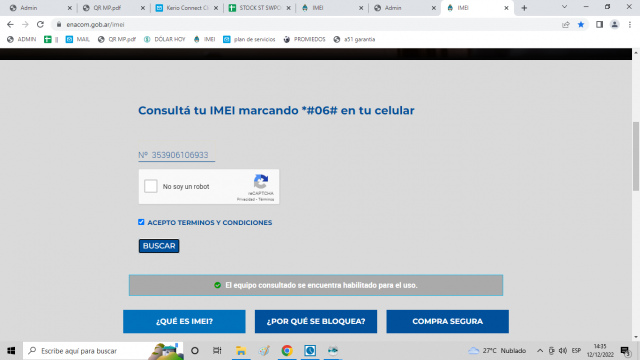 Admin
QR MP.pdf
Kerio Connect Cl
STOCK ST SWPO
IMEI
Admin
IMEI
enacom.gob.ar/imei
ADMIN
||
MAIL
QR MP.pdf
DOLAR HOY
IMEI
plan de servicios
PROMIEDOS
a51 garantia
Consultá tu IMEI marcando *#06# en tu celular
Nº 353906106933
No soy un robot
reCAPTCHA
Privacidad - Términos
ACEPTO TERMINOS Y CONDICIONES
BUSCAR
El equipo consultado se encuentra habilitado para el uso.
¿QUÉ ES IMEI?
¿POR QUÉ SE BLOQUEA?
COMPRA SEGURA
Escribe aquí para buscar
27°C Nublado
ESP
14:35
12/12/2022